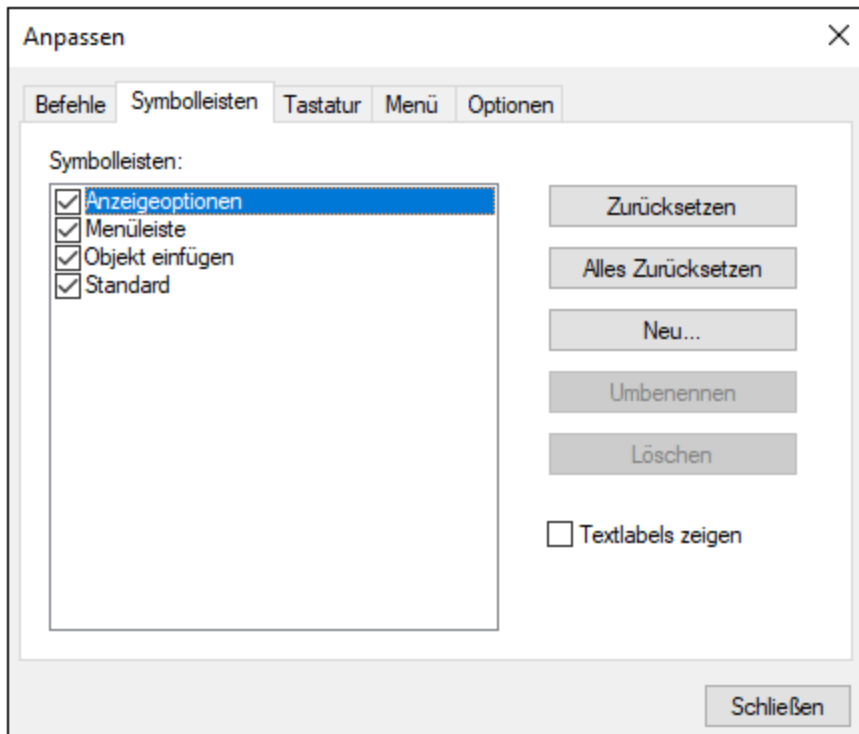 Anpassen
Befehle Symbolleisten Tastatur Menü Optionen
Symbolleisten:
Anzeigeoptionen
Menüleiste
Objekt einfügen
Standard
Zurücksetzen
Alles Zurücksetzen
Neu...
Umbenennen
Löschen
Textlabels zeigen
Schließen